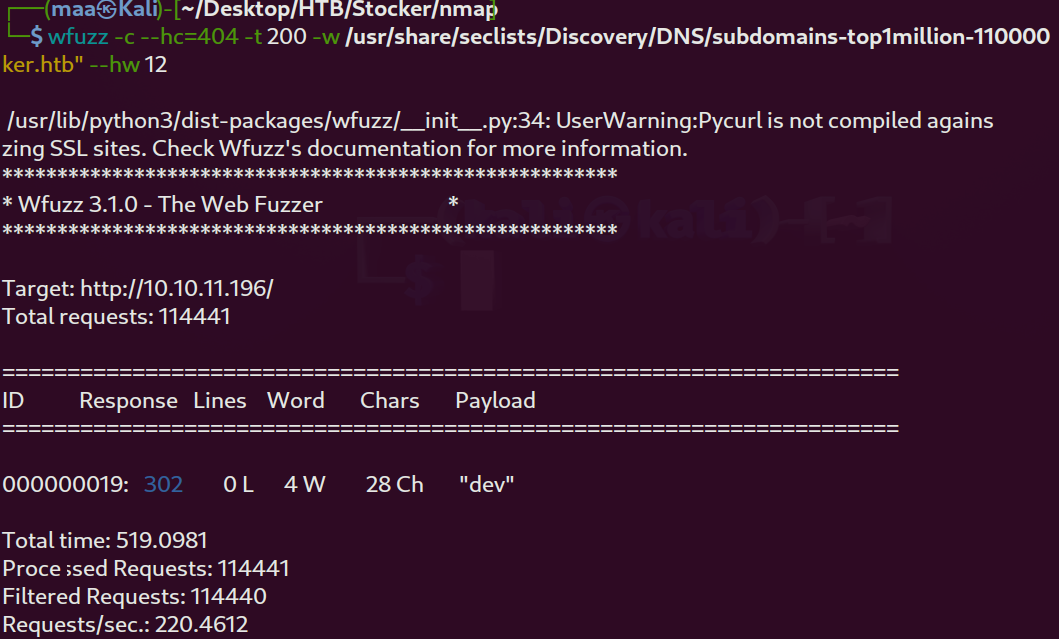 ┌──(maa㉿Kali)-[~/Desktop/HTB/Stocker/nmap
└─$ wfuzz -c --hc=404 -t 200 -w /usr/share/seclists/Discovery/DNS/subdomains-top1million-110000
ker.htb" --hw 12
/usr/lib/python3/dist-packages/wfuzz/__init__.py:34: UserWarning:Pycurl is not compiled agains
zing SSL sites. Check Wfuzz's documentation for more information.
********************************************************
* Wfuzz 3.1.0 - The Web Fuzzer *
********************************************************
Target: http://10.10.11.196/
Total requests: 114441
=====================================================================
ID Response Lines Word Chars Payload
=====================================================================
000000019: 302 0 L 4 W 28 Ch "dev"
Total time: 519.0981
Processed Requests: 114441
Filtered Requests: 114440
Requests/sec.: 220.4612